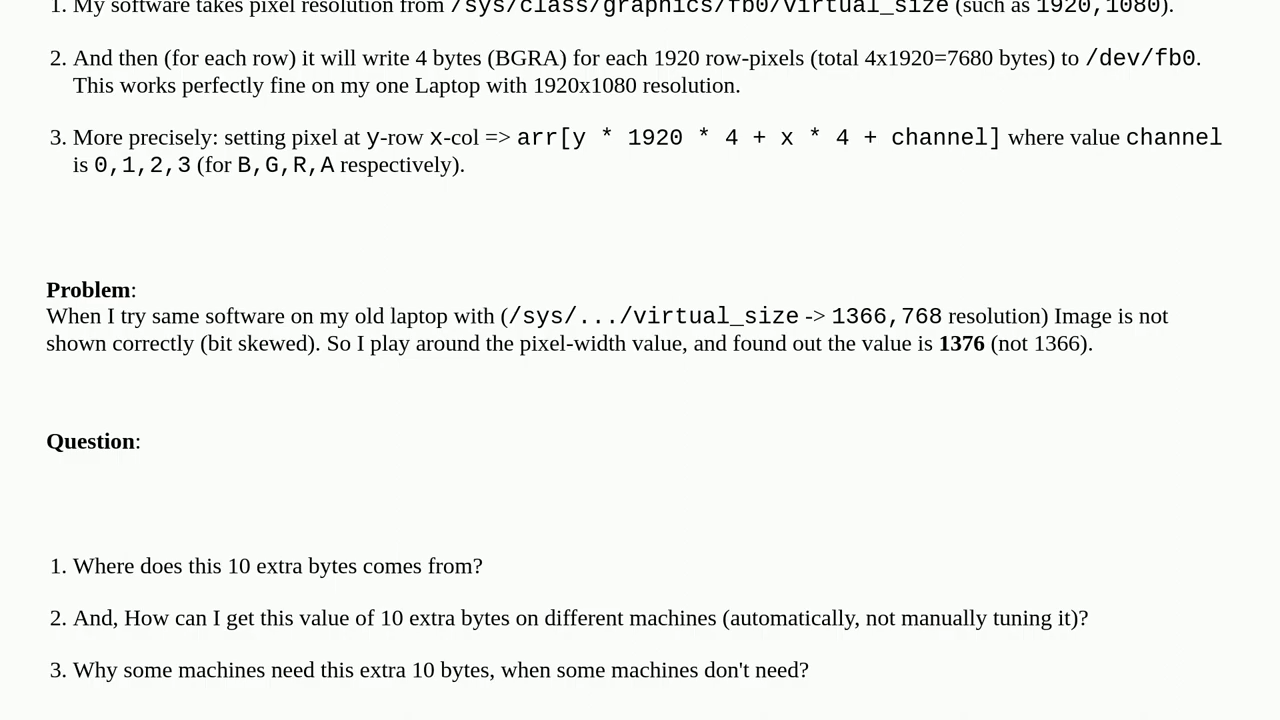 1. My software takes pixel resolution from /sys/class/graphics/fb0/virtual_size (such as 1920,1080).
2. And then (for each row) it will write 4 bytes (BGRA) for each 1920 row-pixels (total 4x1920=7680 bytes) to /dev/fb0.
This works perfectly fine on my one Laptop with 1920x1080 resolution.
3. More precisely: setting pixel at y-row x-col => arr[y * 1920 * 4 + x * 4 + channel] where value channel
is 0,1,2,3 (for B,G,R,A respectively).
Problem:
When I try same software on my old laptop with (/sys/.../virtual_size -> 1366,768 resolution) Image is not
shown correctly (bit skewed). So I play around the pixel-width value, and found out the value is 1376 (not 1366).
Question:
1. Where does this 10 extra bytes comes from?
2. And, How can I get this value of 10 extra bytes on different machines (automatically, not manually tuning it)?
3. Why some machines need this extra 10 bytes, when some machines don't need?